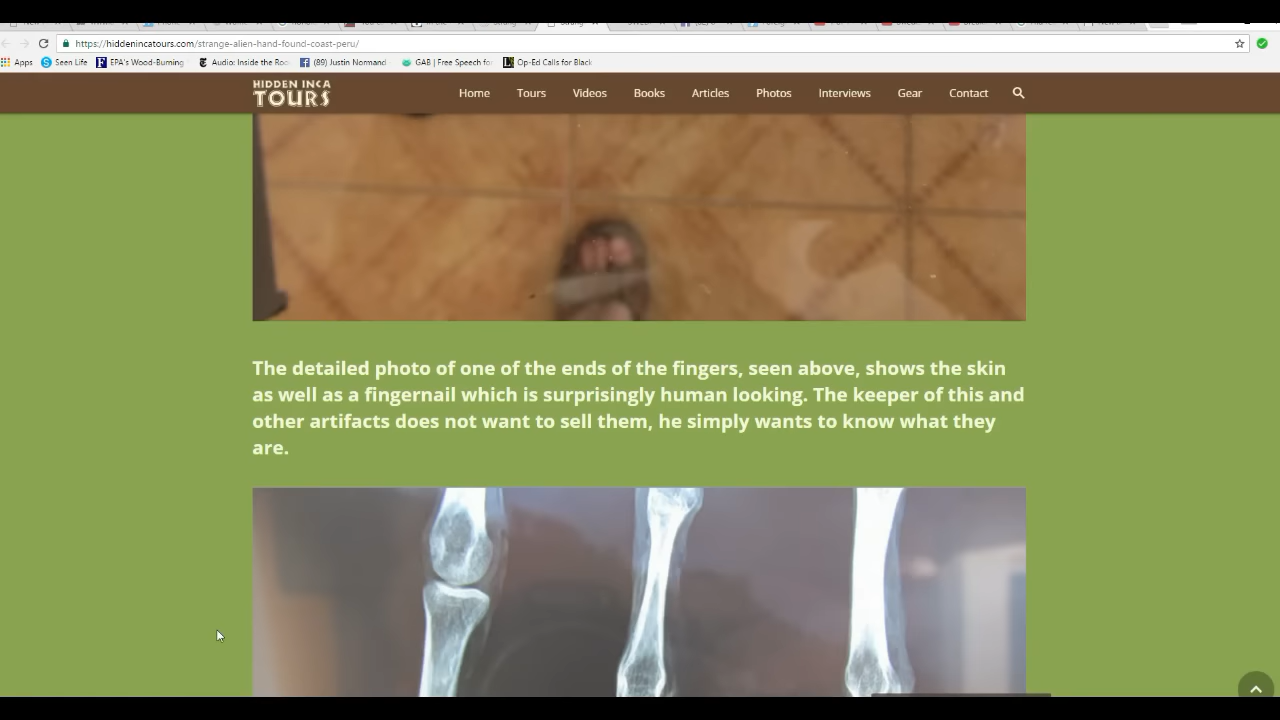 https://hiddenincatours.com/strange-alien-hand-found-coast-peru/
Apps Seen Life EPA's Wood-Burning Audio: Inside the Roo (89) Justin Normand GAB | Free Speech for Op-Ed Calls for Black
HIDDEN INCA
TOURS
Home Tours Videos Books Articles Photos Interviews Gear Contact
The detailed photo of one of the ends of the fingers, seen above, shows the skin
as well as a fingernail which is surprisingly human looking. The keeper of this and
other artifacts does not want to sell them, he simply wants to know what they
are.